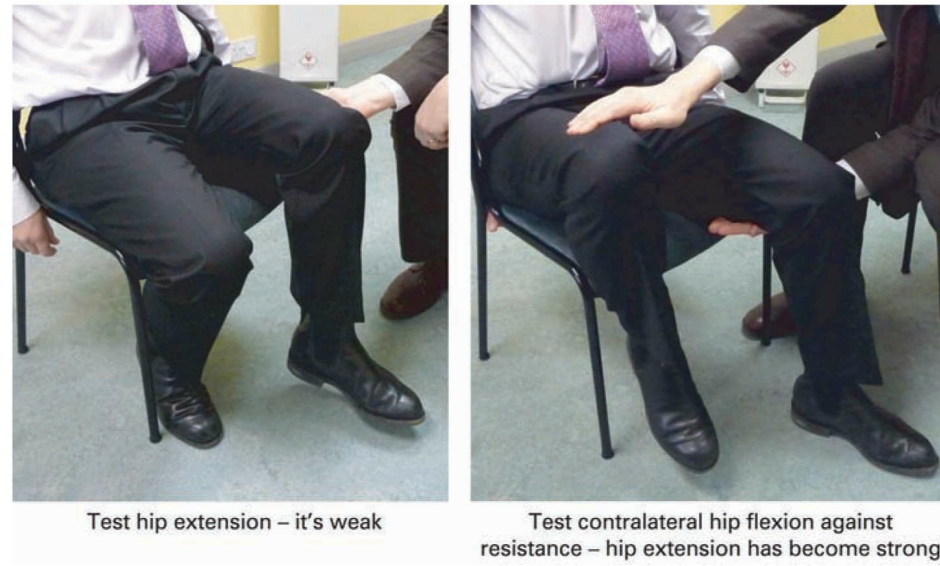 Test hip extension – it's weak
Test contralateral hip flexion against
resistance – hip extension has become strong